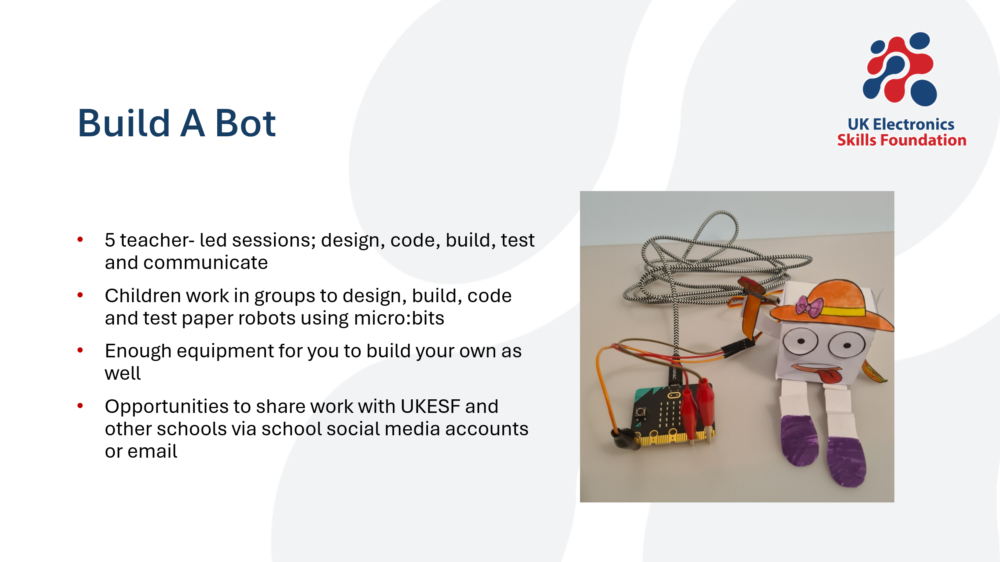 UK Electronics
Skills Foundation
Build A Bot
• 5 teacher- led sessions; design, code, build, test
and communicate
• Children work in groups to design, build, code
and test paper robots using micro:bits
• Enough equipment for you to build your own as
well
• Opportunities to share work with UKESF and
other schools via school social media accounts
or email
1 2